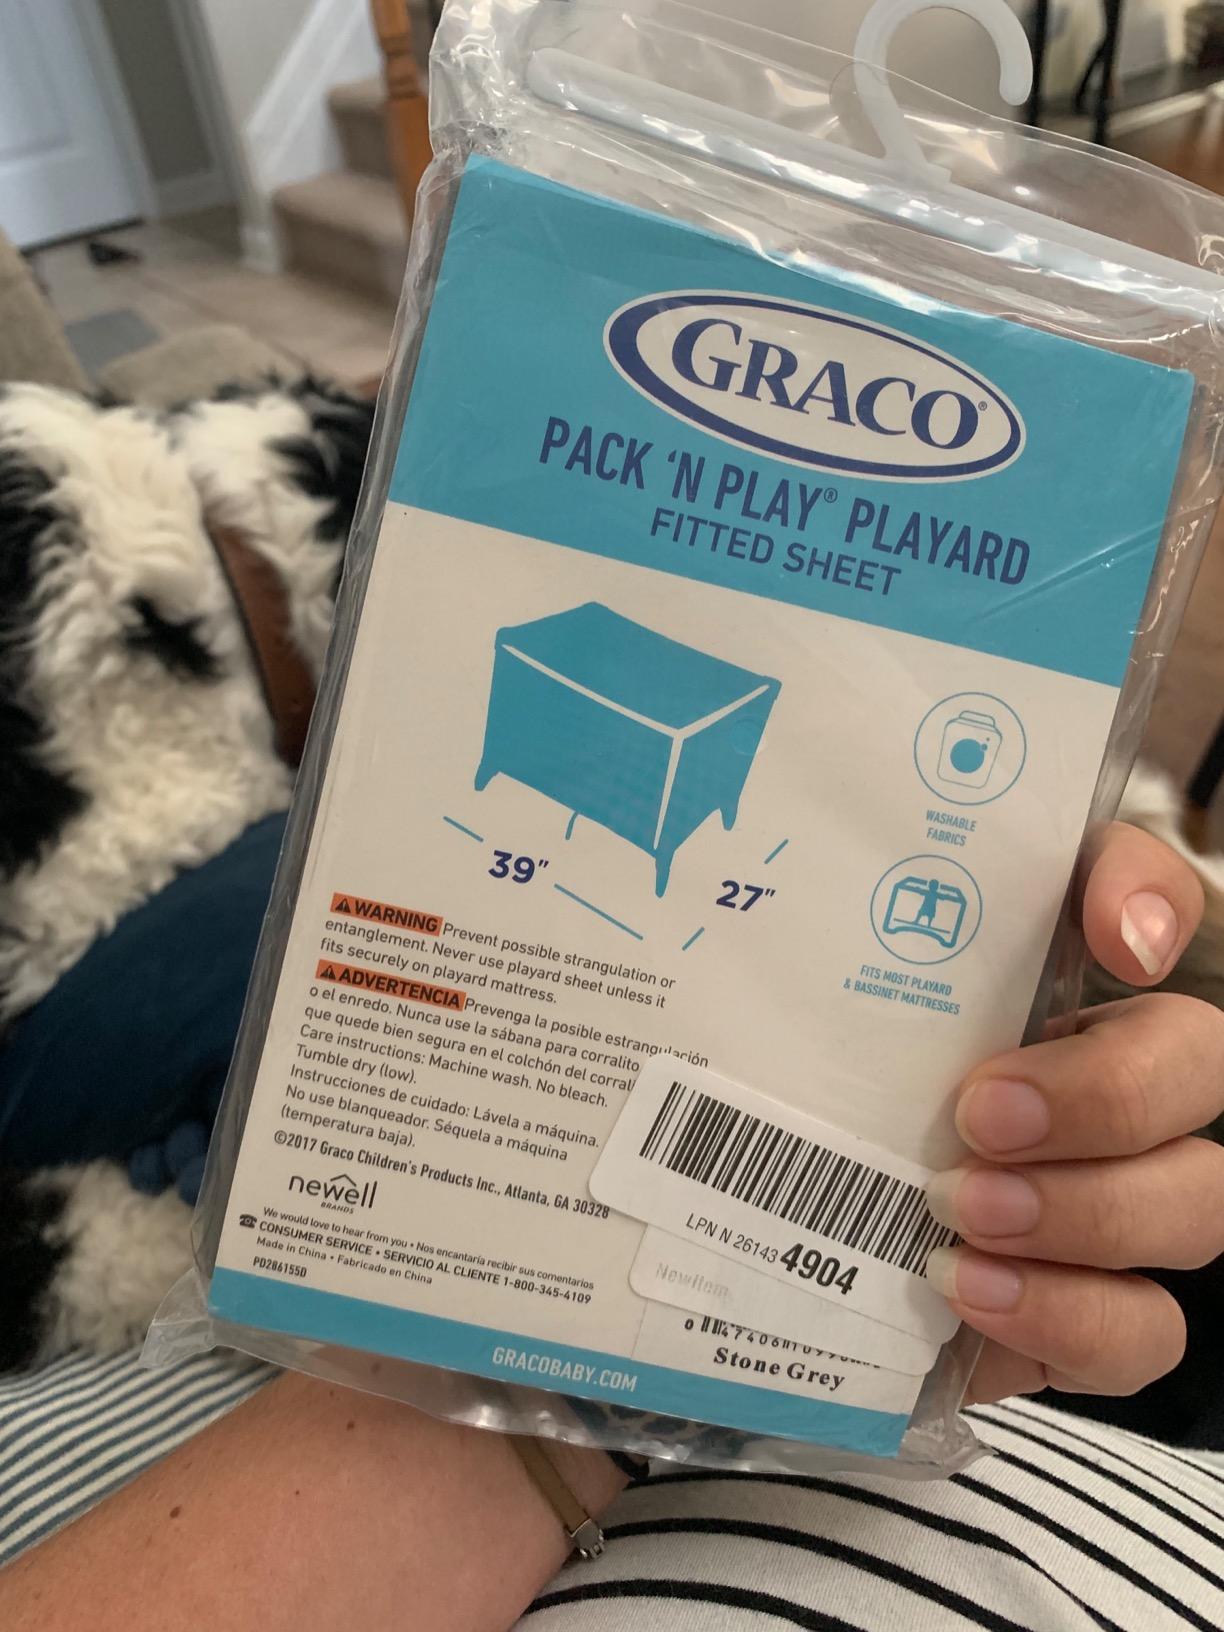 GRACO®
PACK 'N PLAY® PLAYARD
FITTED SHEET
WASHABLE
FABRICS
39"
27"
FITS MOST PLAYARD
& BASSINET MATTRESSES
WARNING Prevent possible strangulation or
entanglement. Never use playard sheet unless it
fits securely on playard mattress.
ADVERTENCIA Prevenga la posible estrangulación
o el enredo. Nunca use la sábana para corralito
que quede bien segura en el colchón del corrali
Care instructions: Machine wash. No bleach.
Tumble dry (low).
Instrucciones de cuidado: Lávela a máquina.
No use blanqueador. Séquela a máquina
(temperatura baja).
©2017 Graco Children's Products Inc., Atlanta, GA 30328
newell
BRANDS
We would love to hear from you • Nos encantaría recibir sus comentarios
CONSUMER SERVICE • SERVICIO AL CLIENTE 1-800-345-4109
Made in China • Fabricado en China
PD286155D
LPN N 26143 4904
NewItem
Stone Grey
GRACOBABY.COM